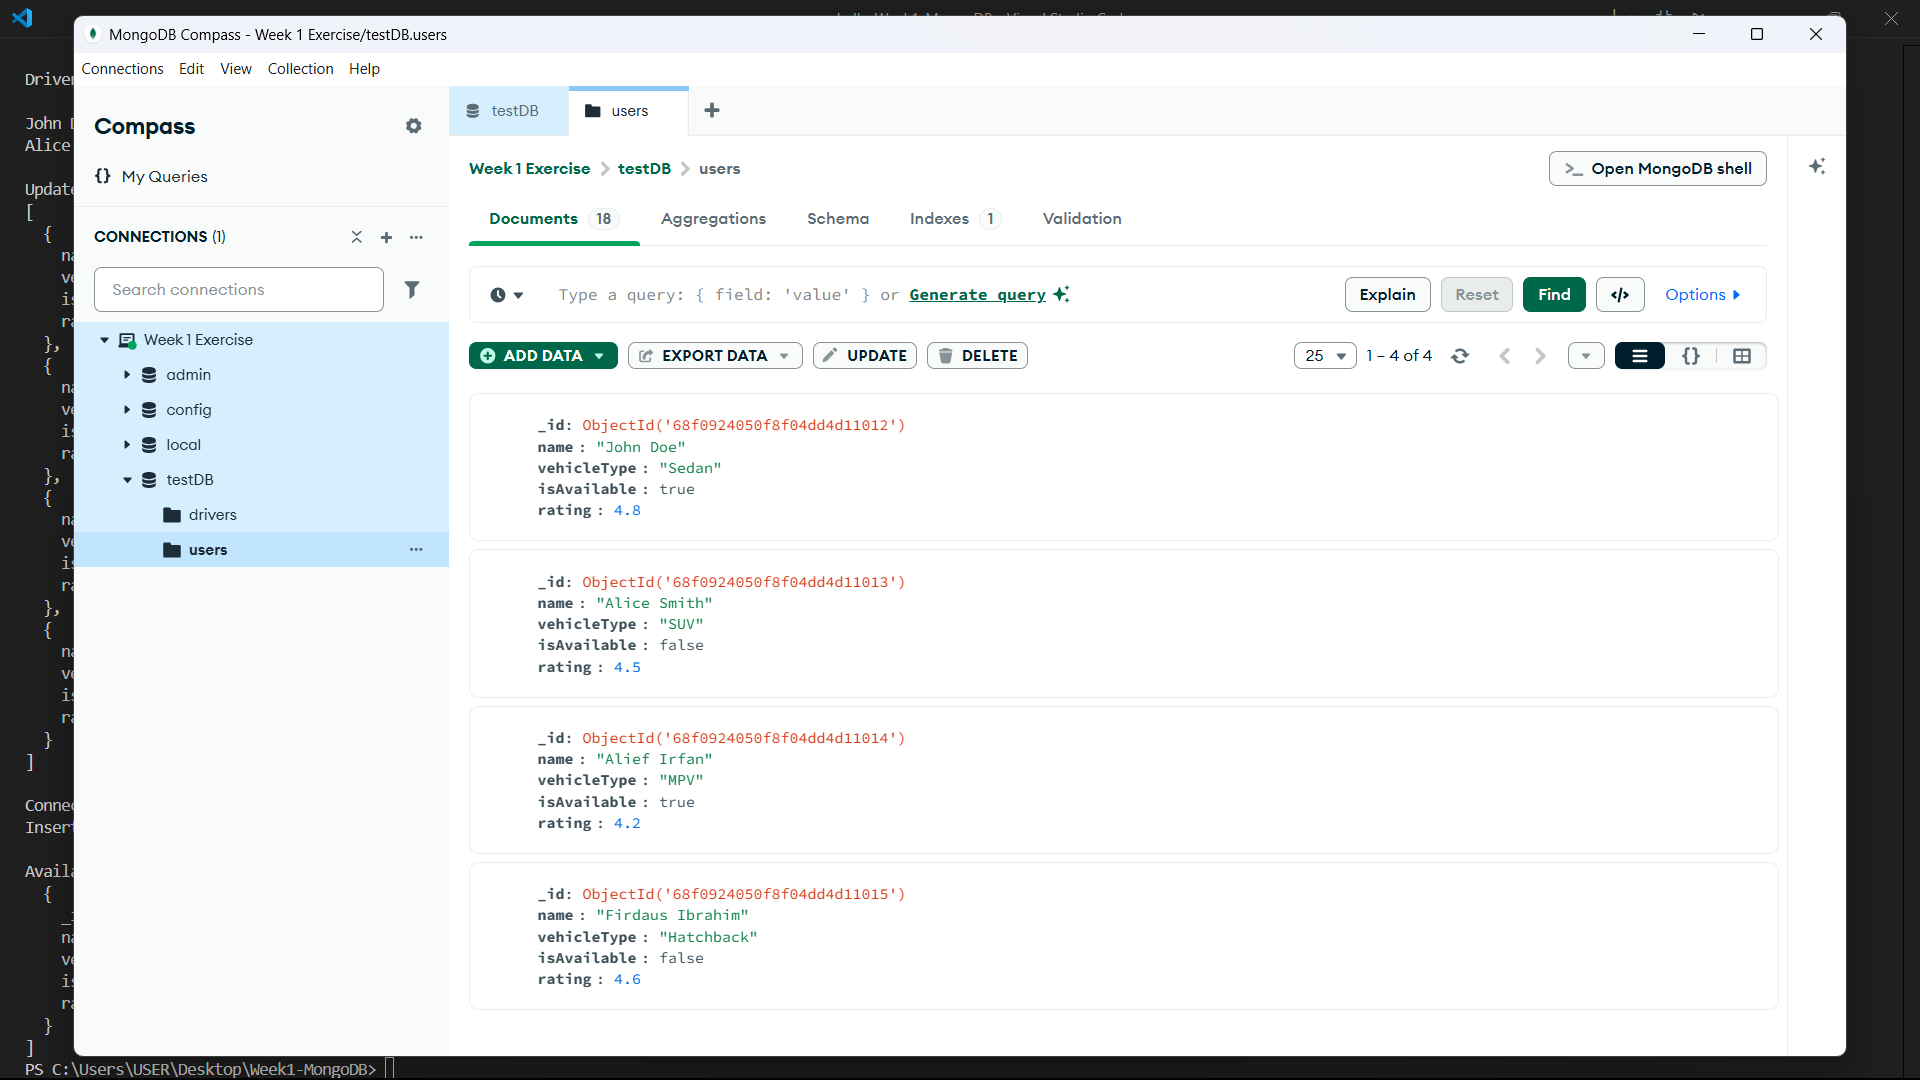 MongoDB Compass - Week 1 Exercise/testDB.users
Connections Edit View Collection Help
Compass
My Queries
CONNECTIONS (1)
Search connections
Week 1 Exercise
admin
config
local
testDB
drivers
users
testDB
users
Week 1 Exercise > testDB > users
>_ Open MongoDB shell
Documents 18 Aggregations Schema Indexes 1 Validation
Type a query: { field: 'value' } or Generate query
Explain Reset Find </> Options
ADD DATA EXPORT DATA UPDATE DELETE
25 1 – 4 of 4 {}
_id: ObjectId('68f0924050f8f04dd4d11012')
name : "John Doe"
vehicleType : "Sedan"
isAvailable : true
rating : 4.8
_id: ObjectId('68f0924050f8f04dd4d11013')
name : "Alice Smith"
vehicleType : "SUV"
isAvailable : false
rating : 4.5
_id: ObjectId('68f0924050f8f04dd4d11014')
name : "Alief Irfan"
vehicleType : "MPV"
isAvailable : true
rating : 4.2
_id: ObjectId('68f0924050f8f04dd4d11015')
name : "Firdaus Ibrahim"
vehicleType : "Hatchback"
isAvailable : false
rating : 4.6
John
Alice
[
{
},
{
},
{
},
{
}
]
{
}
]
PS C:\Users\USER\Desktop\Week1-MongoDB>